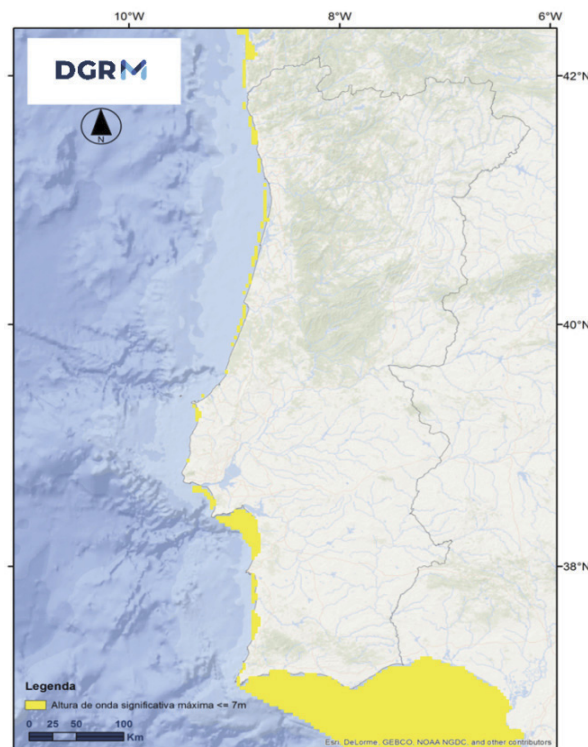 10°W 8°W 6°W
DGRM
N
42°N
40°N
38°N
Legenda
Altura de onda significativa máxima <= 7m
0 25 50 100
Km
Esri, DeLorme, GEBCO, NOAA NGDC, and other contributors